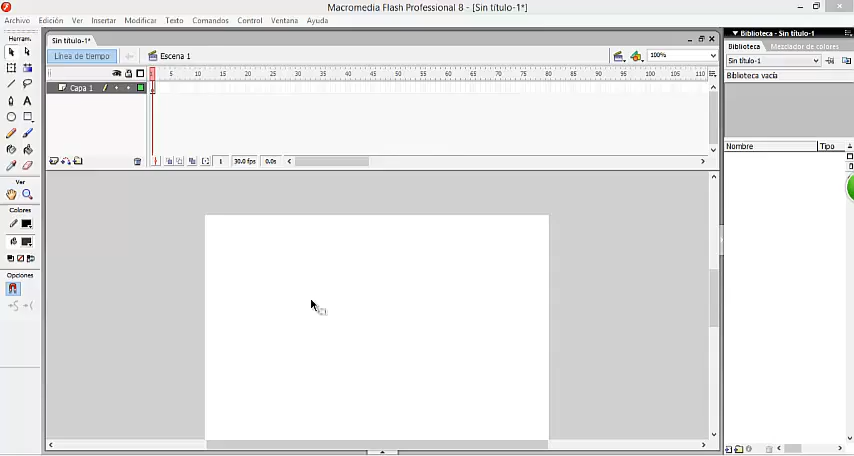 Macromedia Flash Professional 8 - [Sin título-1*]
Archivo Edición Ver Insertar Modificar Texto Comandos Control Ventana Ayuda
Herram.
Sin título-1*
Línea de tiempo
Escena 1
100%
5 10 15 20 25 30 35 40 45 50 55 60 65 70 75 80 85 90 95 100 105 110
Capa 1
1 30.0 fps 0.0s
Ver
Colores
Opciones
Biblioteca - Sin título-1
Biblioteca Mezclador de colores
Sin título-1
Biblioteca vacía
Nombre Tipo